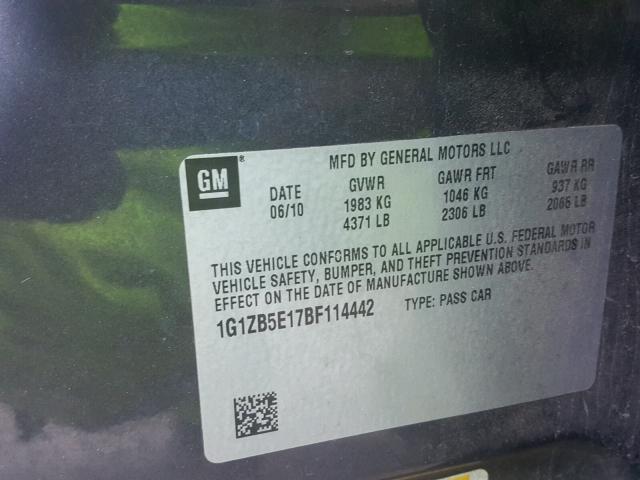 GM®
MFD BY GENERAL MOTORS LLC
DATE GVWR GAWR FRT GAWR RR
06/10 1983 KG 1046 KG 937 KG
4371 LB 2306 LB 2065 LB
THIS VEHICLE CONFORMS TO ALL APPLICABLE U.S. FEDERAL MOTOR
VEHICLE SAFETY, BUMPER, AND THEFT PREVENTION STANDARDS IN
EFFECT ON THE DATE OF MANUFACTURE SHOWN ABOVE.
1G1ZB5E17BF114442 TYPE: PASS CAR